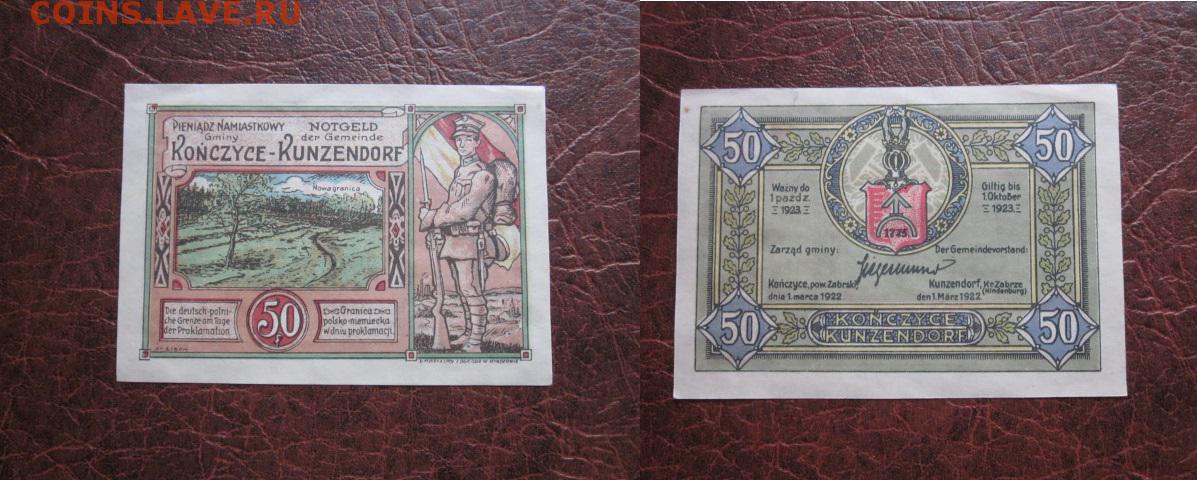 COINS.LAVE.RU
PIENIĄDZ NAMIASTKOWY NOTGELD
Gminy der Gemeinde
KOŃCZYCE-KUNZENDORF
Nowa granica
Die deutsch-polni-
sche Grenze am Tage
der Proklamation
50
Granica
polsko-niemiecka
w dniu proklamacji
50
50
Ważny do
1 paźdz.
1923
Giltig bis
1.Oktober
1923
1775
Zarząd gminy:
Der Gemeindevorstand:
Kończyce, pow. Zabrski
dnia 1. marca 1922
Kunzendorf, Kr. Zabrze
(Hindenburg)
den 1. März 1922
50
KOŃCZYCE
KUNZENDORF
50